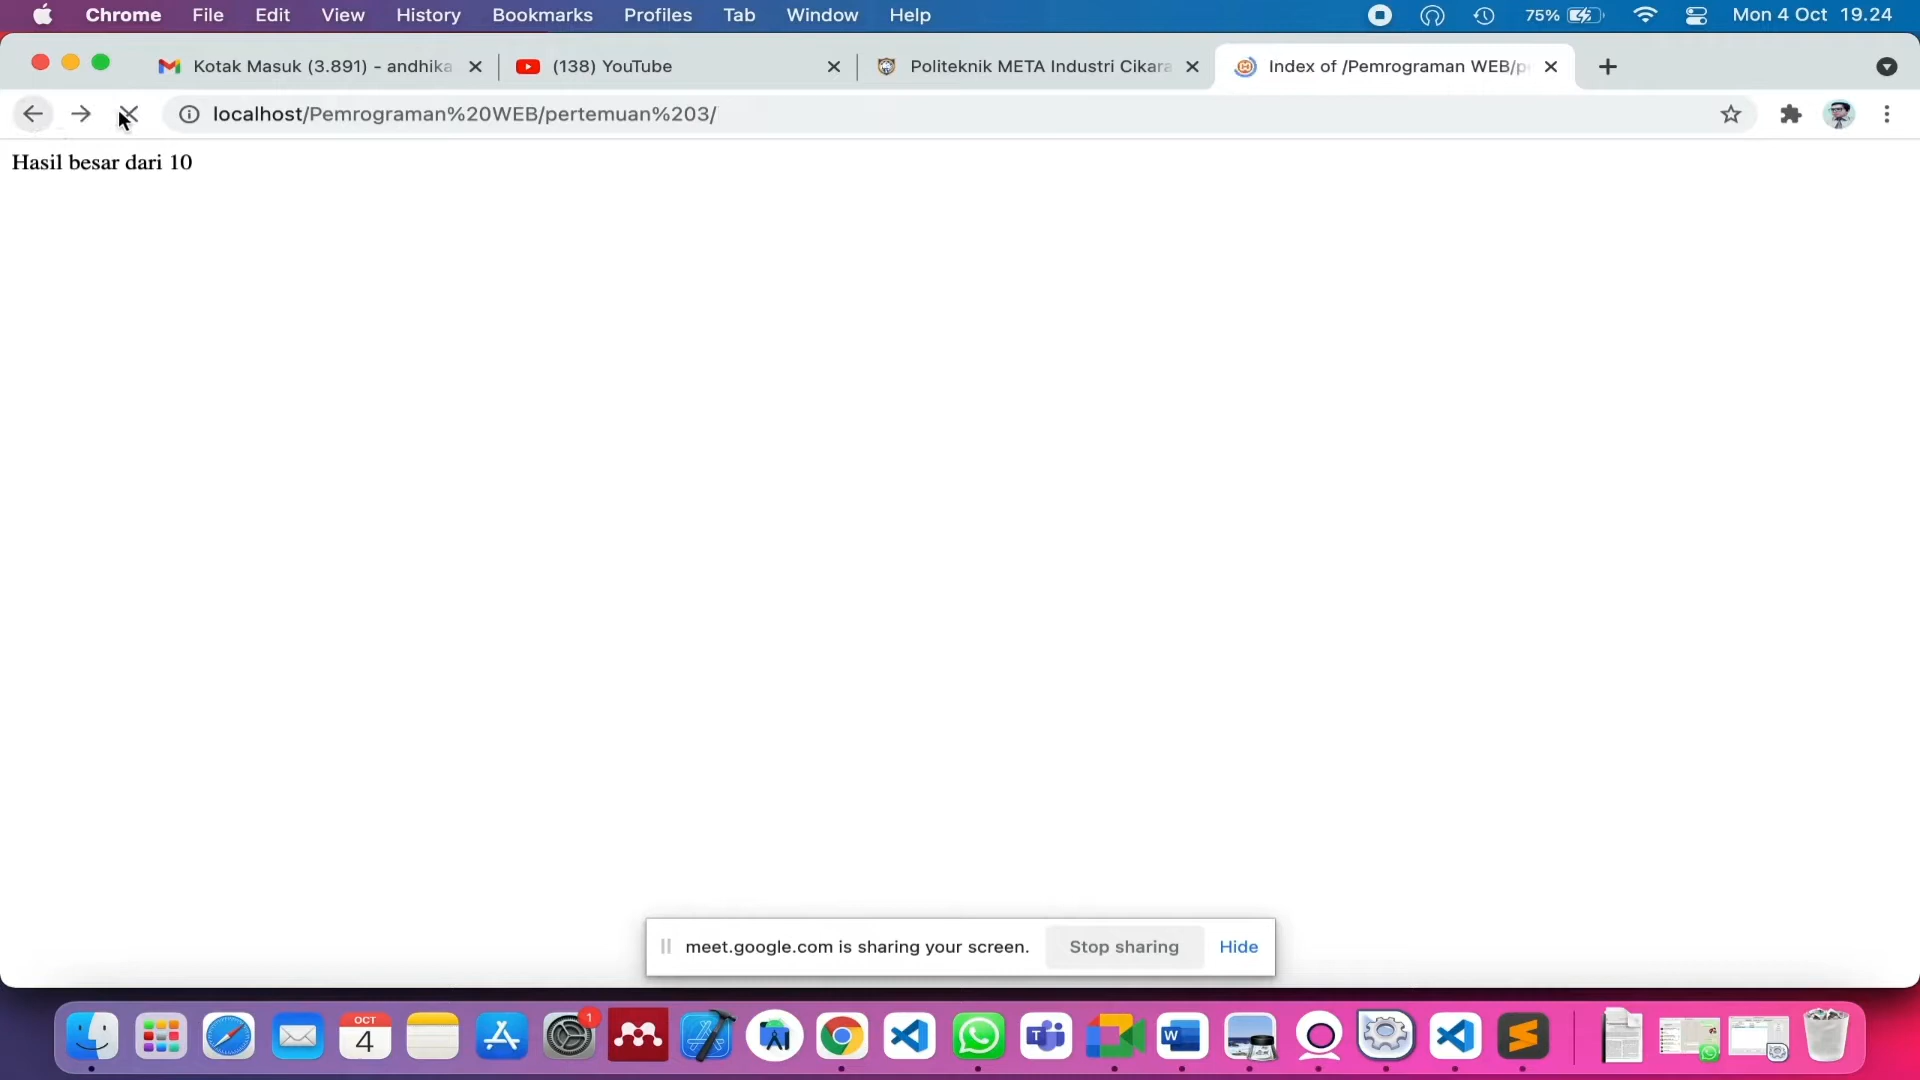 Chrome File Edit View History Bookmarks Profiles Tab Window Help 75% Mon 4 Oct 19.24
Kotak Masuk (3.891) - andhika (138) YouTube Politeknik META Industri Cikara Index of /Pemrograman WEB/p
localhost/Pemrograman%20WEB/pertemuan%203/
Hasil besar dari 10
meet.google.com is sharing your screen. Stop sharing Hide
OCT
4
1
T
W